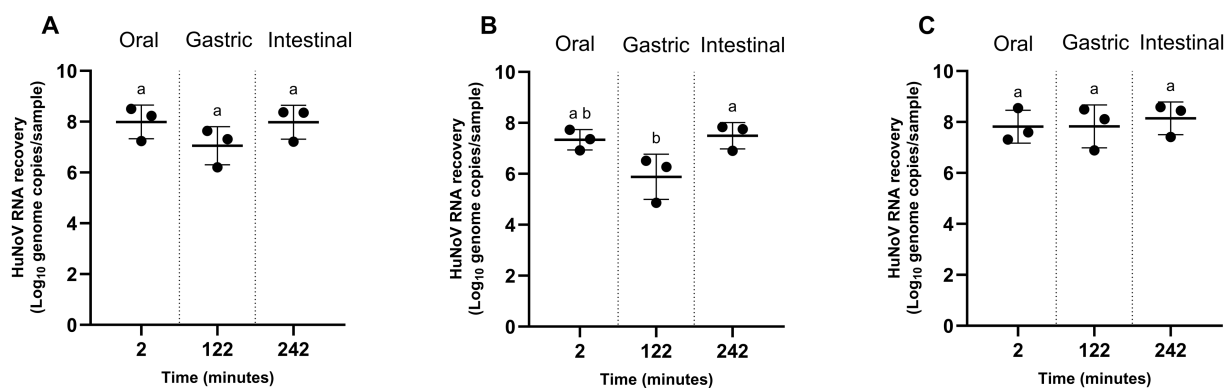 A
Oral Gastric Intestinal
HuNoV RNA recovery
(Log10 genome copies/sample)
10
8
6
4
2
0
a a a
2 122 242
Time (minutes)
B
Oral Gastric Intestinal
HuNoV RNA recovery
(Log10 genome copies/sample)
10
8
6
4
2
0
a b b a
2 122 242
Time (minutes)
C
Oral Gastric Intestinal
HuNoV RNA recovery
(Log10 genome copies/sample)
10
8
6
4
2
0
a a a
2 122 242
Time (minutes)